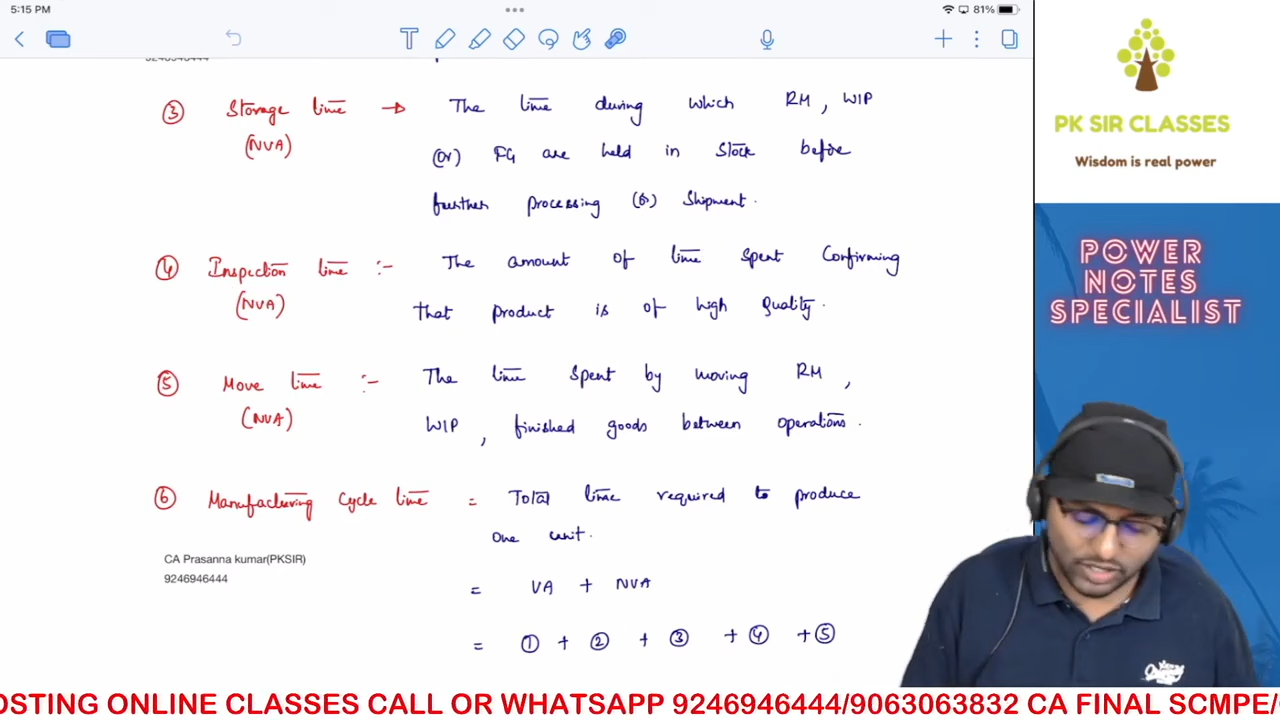 5:15 PM
81%
9246946444
③ Storage time → The time during which RM, WIP
(NVA) (or) FG are held in Stock before
further processing (or) Shipment.
④ Inspection time :- The amount of time Spent Confirming
(NVA) that product is of high Quality.
⑤ Move time :- The time Spent by moving RM,
(NVA) WIP, finished goods between operations.
⑥ Manufacturing Cycle time = Total time required to produce
One unit.
CA Prasanna kumar(PKSIR)
9246946444
= VA + NVA
= ① + ② + ③ + ④ + ⑤
PK SIR CLASSES
Wisdom is real power
POWER
NOTES
SPECIALIST
OSTING ONLINE CLASSES CALL OR WHATSAPP 9246946444/9063063832 CA FINAL SCMPE/